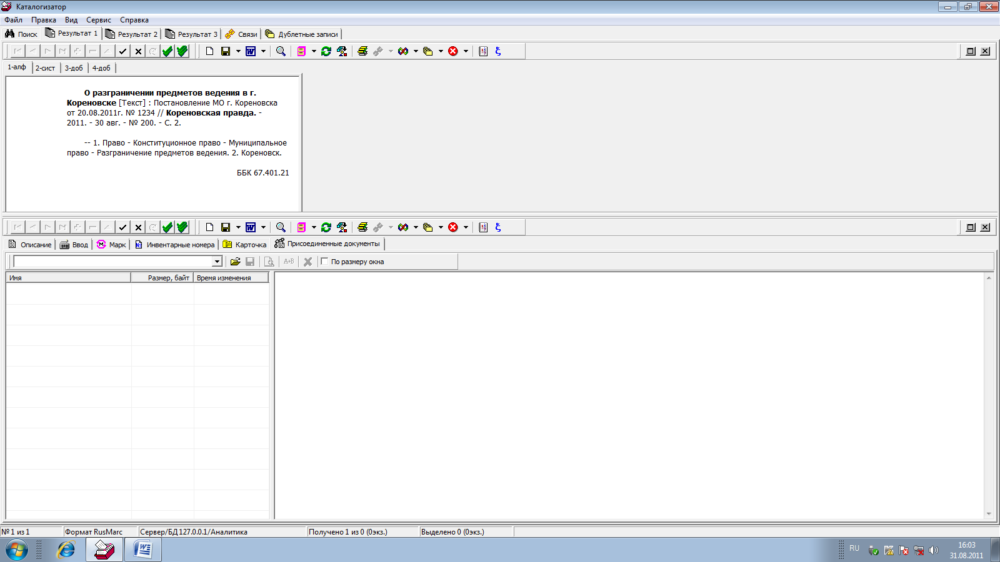 Каталогизатор
Файл Правка Вид Сервис Справка
Поиск Результат 1 Результат 2 Результат 3 Связи Дублетные записи
1-алф 2-сист 3-доб 4-доб
О разграничении предметов ведения в г.
Кореновске [Текст] : Постановление МО г. Кореновска
от 20.08.2011г. № 1234 // Кореновская правда. -
2011. - 30 авг. - № 200. - С. 2.
-- 1. Право - Конституционное право - Муниципальное
право - Разграничение предметов ведения. 2. Кореновск.
ББК 67.401.21
Описание Ввод Марк Инвентарные номера Карточка Присоединенные документы
По размеру окна
Имя Размер, байт Время изменения
№ 1 из 1 Формат RusMarc Сервер/БД 127.0.0.1/Аналитика Получено 1 из 0 (0экз.) Выделено 0 (0экз.)
RU 16:03
31.08.2011